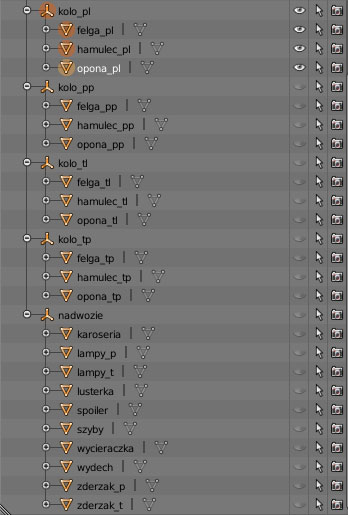 kolo_pl
felga_pl
hamulec_pl
opona_pl
kolo_pp
felga_pp
hamulec_pp
opona_pp
kolo_tl
felga_tl
hamulec_tl
opona_tl
kolo_tp
felga_tp
hamulec_tp
opona_tp
nadwozie
karoseria
lampy_p
lampy_t
lusterka
spoiler
szyby
wycieraczka
wydech
zderzak_p
zderzak_t